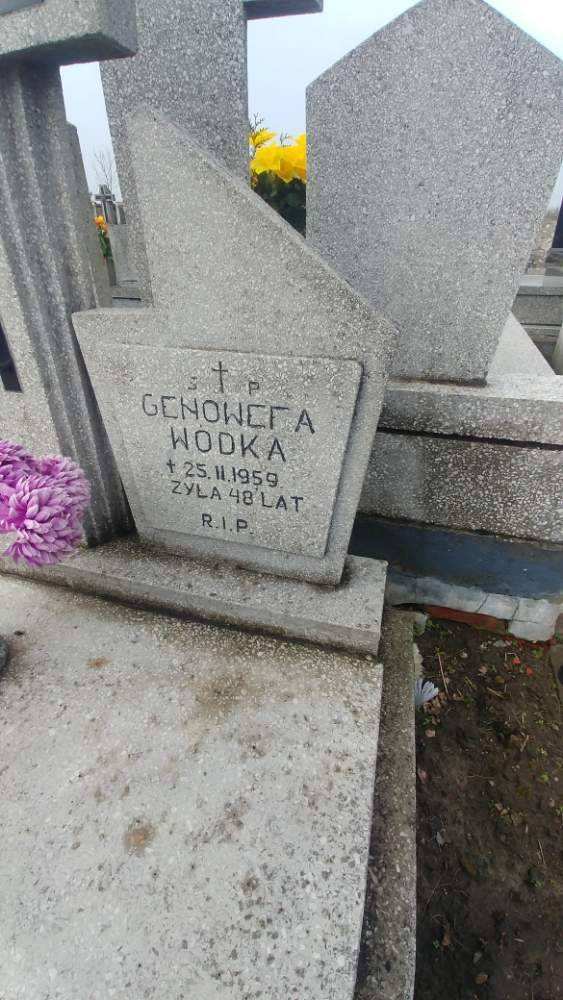 Ś P
GENOWEFA
WODKA
† 25.11.1959.
ŻYŁA 48 LAT
R.I.P.